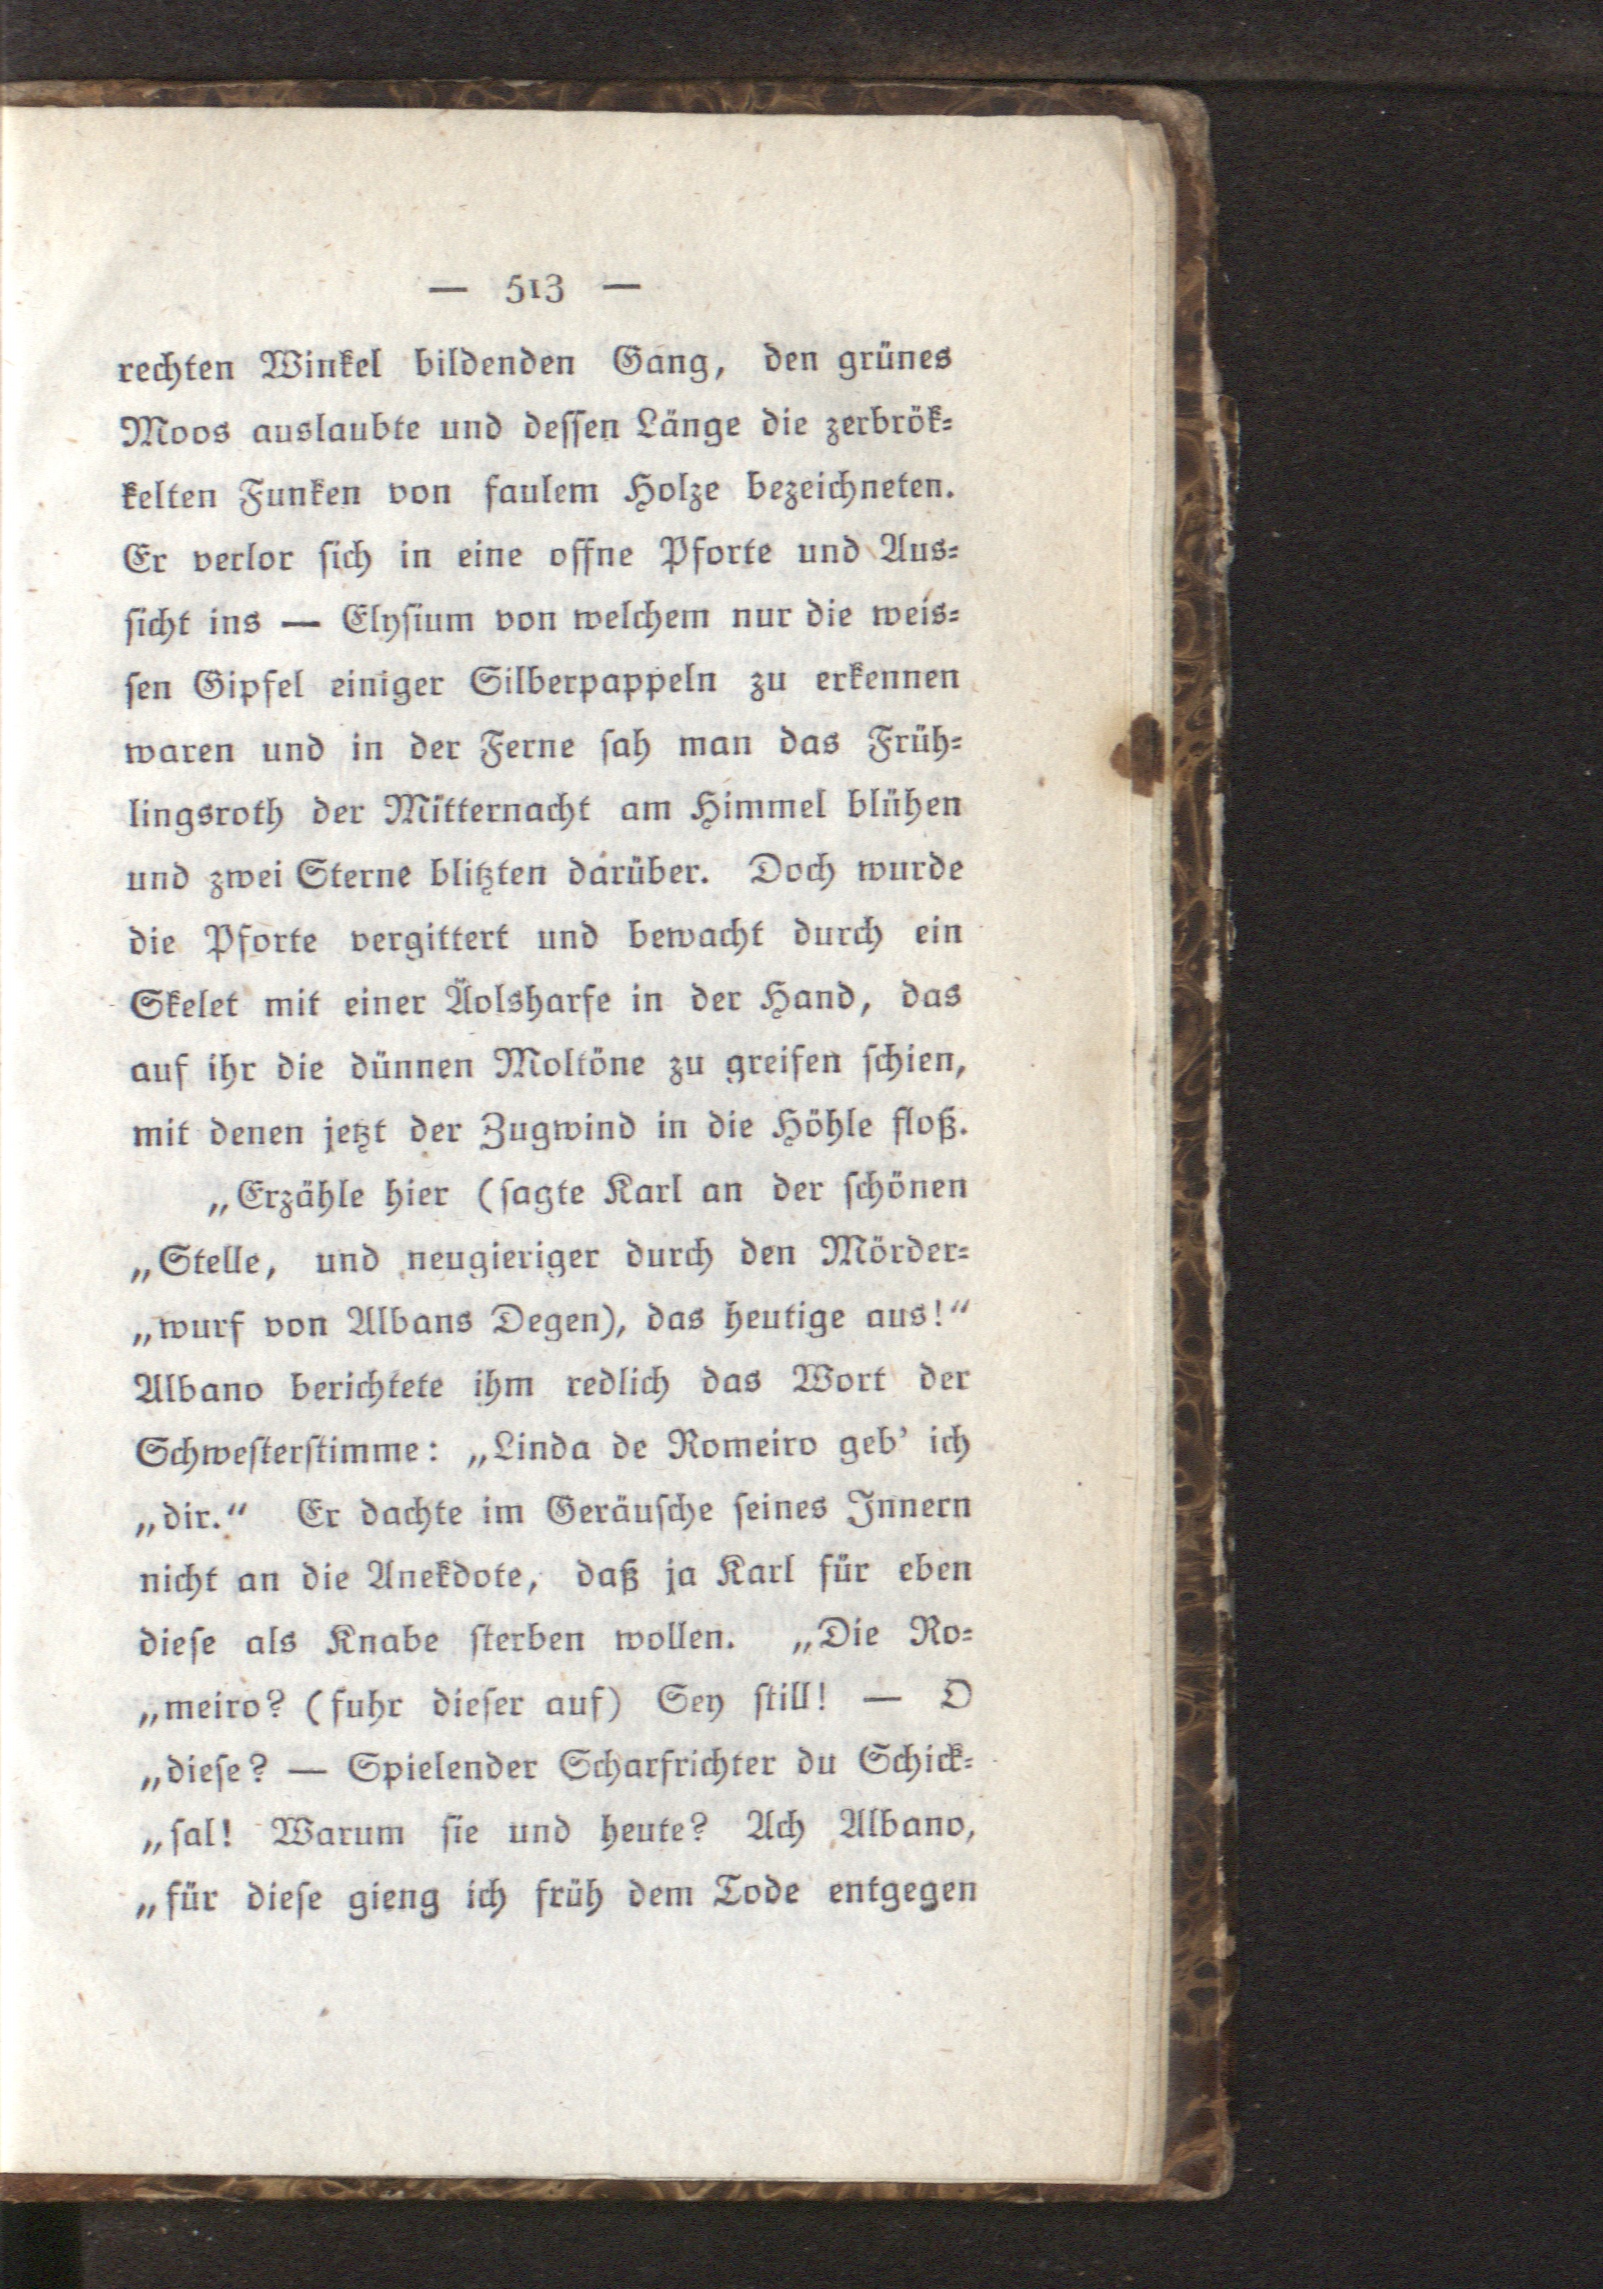 — 513 —
rechten Winkel bildenden Gang, den grünes
Moos auslaubte und deſſen Länge die zerbrök⸗
kelten Funken von faulem Holze bezeichneten.
Er verlor ſich in eine offne Pforte und Aus⸗
ſicht ins — Elyſium von welchem nur die weis⸗
ſen Gipfel einiger Silberpappeln zu erkennen
waren und in der Ferne ſah man das Früh⸗
lingsroth der Mitternacht am Himmel blühen
und zwei Sterne blitzten darüber. Doch wurde
die Pforte vergittert und bewacht durch ein
Skelet mit einer Äolsharfe in der Hand, das
auf ihr die dünnen Moltöne zu greifen ſchien,
mit denen jetzt der Zugwind in die Höhle floß.
„Erzähle hier (ſagte Karl an der ſchönen
„Stelle, und neugieriger durch den Mörder⸗
„wurf von Albans Degen), das heutige aus!“
Albano berichtete ihm redlich das Wort der
Schweſterſtimme: „Linda de Romeiro geb’ ich
„dir.“ Er dachte im Geräuſche ſeines Innern
nicht an die Anekdote, daß ja Karl für eben
dieſe als Knabe ſterben wollen. „Die Ro⸗
„meiro? (fuhr dieſer auf) Sey ſtill! — O
„dieſe? — Spielender Scharfrichter du Schick⸗
„ſal! Warum ſie und heute? Ach Albano,
„für dieſe gieng ich früh dem Tode entgegen